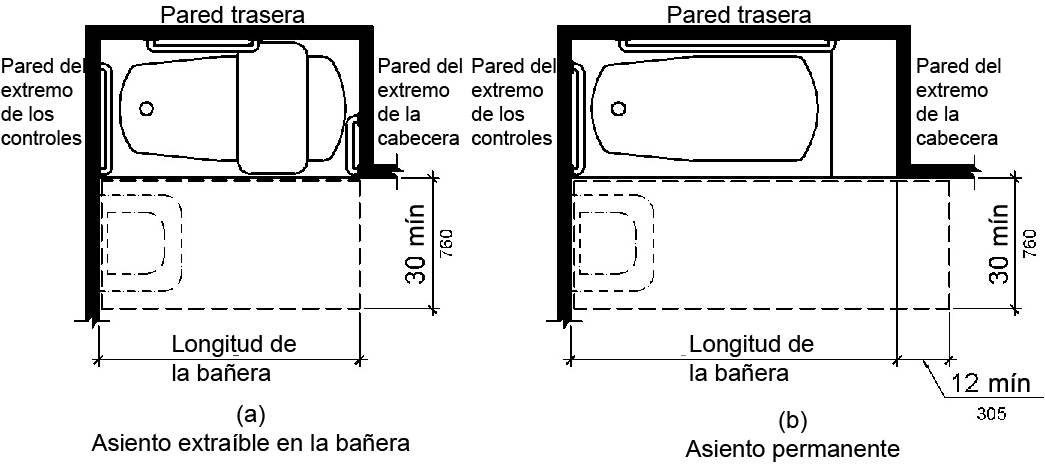 Pared trasera
Pared del
extremo
de los
controles
Pared del
extremo
de la
cabecera
30 mín
760
Longitud de
la bañera
(a)
Asiento extraíble en la bañera
Pared trasera
Pared del
extremo
de los
controles
Pared del
extremo
de la
cabecera
30 mín
760
Longitud de
la bañera
12 mín
305
(b)
Asiento permanente